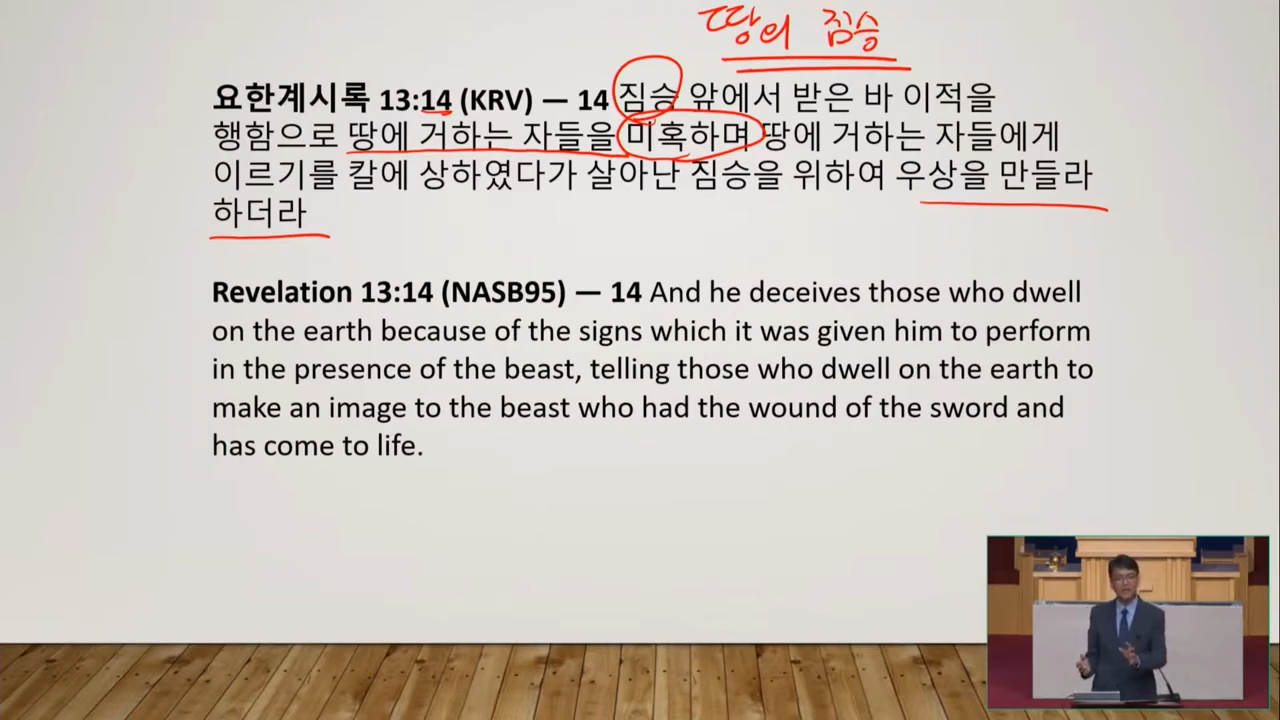 땅의 짐승
요한계시록 13:14 (KRV) — 14 짐승 앞에서 받은 바 이적을
행함으로 땅에 거하는 자들을 미혹하며 땅에 거하는 자들에게
이르기를 칼에 상하였다가 살아난 짐승을 위하여 우상을 만들라
하더라
Revelation 13:14 (NASB95) — 14 And he deceives those who dwell
on the earth because of the signs which it was given him to perform
in the presence of the beast, telling those who dwell on the earth to
make an image to the beast who had the wound of the sword and
has come to life.